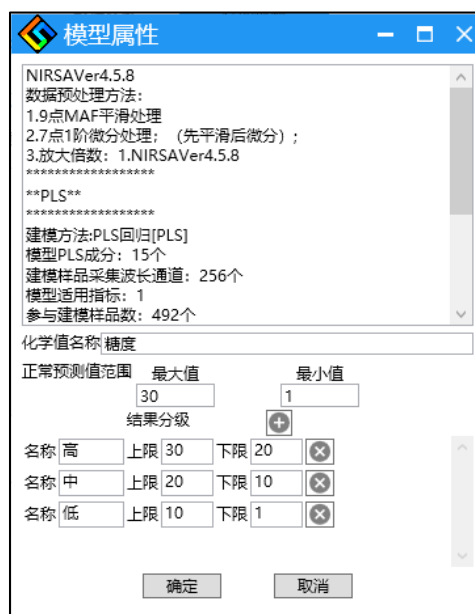 模型属性
NIRSAVer4.5.8
数据预处理方法:
1.9点MAF平滑处理
2.7点1阶微分处理; (先平滑后微分) ;
3.放大倍数: 1.NIRSAVer4.5.8
******************
**PLS**
******************
建模方法:PLS回归[PLS]
模型PLS成分: 15个
建模样品采集波长通道: 256个
模型适用指标: 1
参与建模样品数: 492个
化学值名称 糖度
正常预测值范围 最大值 最小值
30 1
结果分级
名称 高 上限 30 下限 20
名称 中 上限 20 下限 10
名称 低 上限 10 下限 1
确定 取消